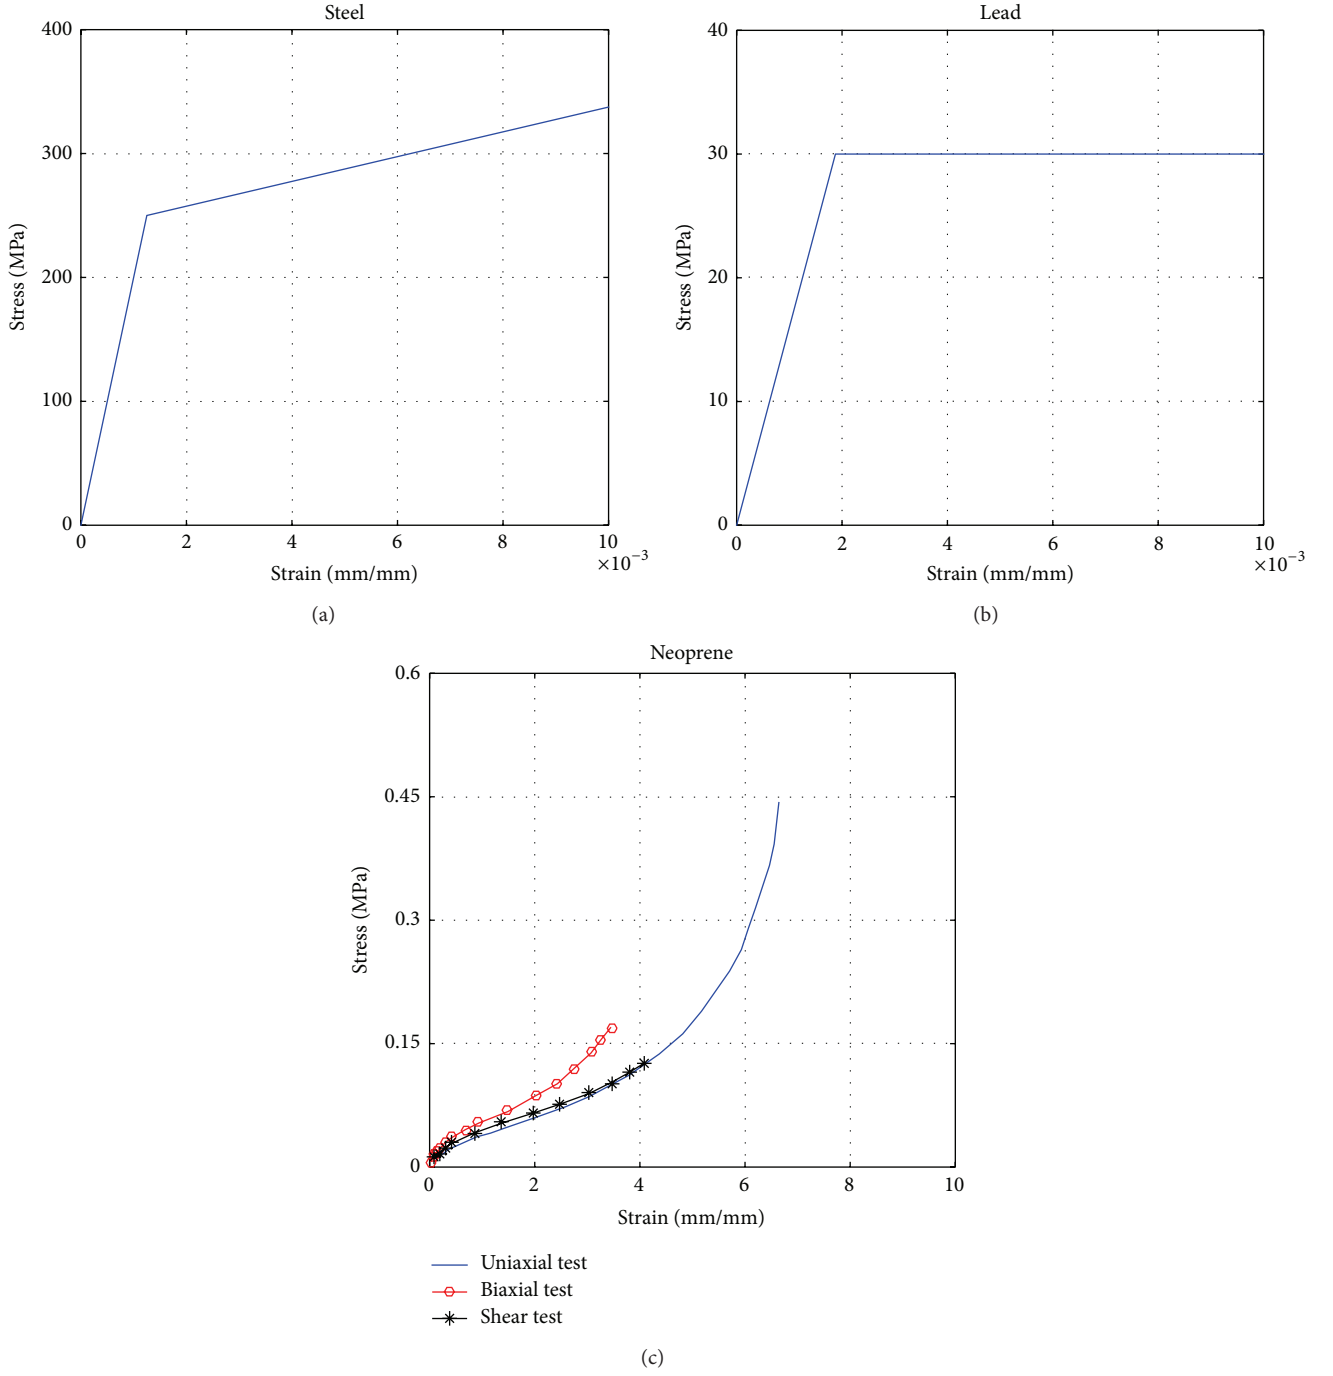 Steel
400
300
200
100
0
Stress (MPa)
0 2 4 6 8 10
×10−3
Strain (mm/mm)
(a)
Lead
40
30
20
10
0
Stress (MPa)
0 2 4 6 8 10
×10−3
Strain (mm/mm)
(b)
Neoprene
0.6
0.45
0.3
0.15
0
Stress (MPa)
0 2 4 6 8 10
Strain (mm/mm)
Uniaxial test
Biaxial test
Shear test
(c)